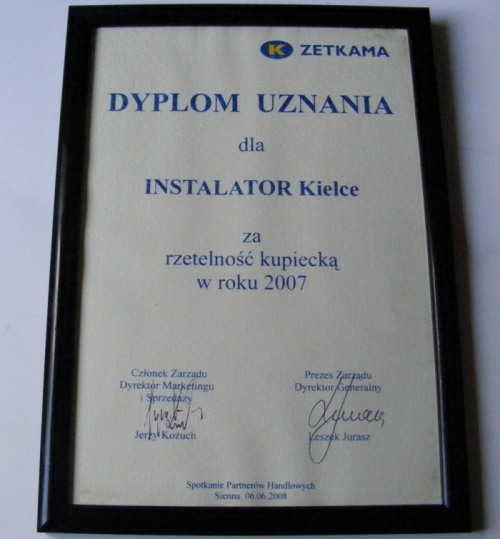 K ZETKAMA
DYPLOM UZNANIA
dla
INSTALATOR Kielce
za
rzetelność kupiecką
w roku 2007
Członek Zarządu
Dyrektor Marketingu
i Sprzedaży
Jerzy Kożuch
Prezes Zarządu
Dyrektor Generalny
Leszek Jurasz
Spotkanie Partnerów Handlowych
Sienna 06.06.2008